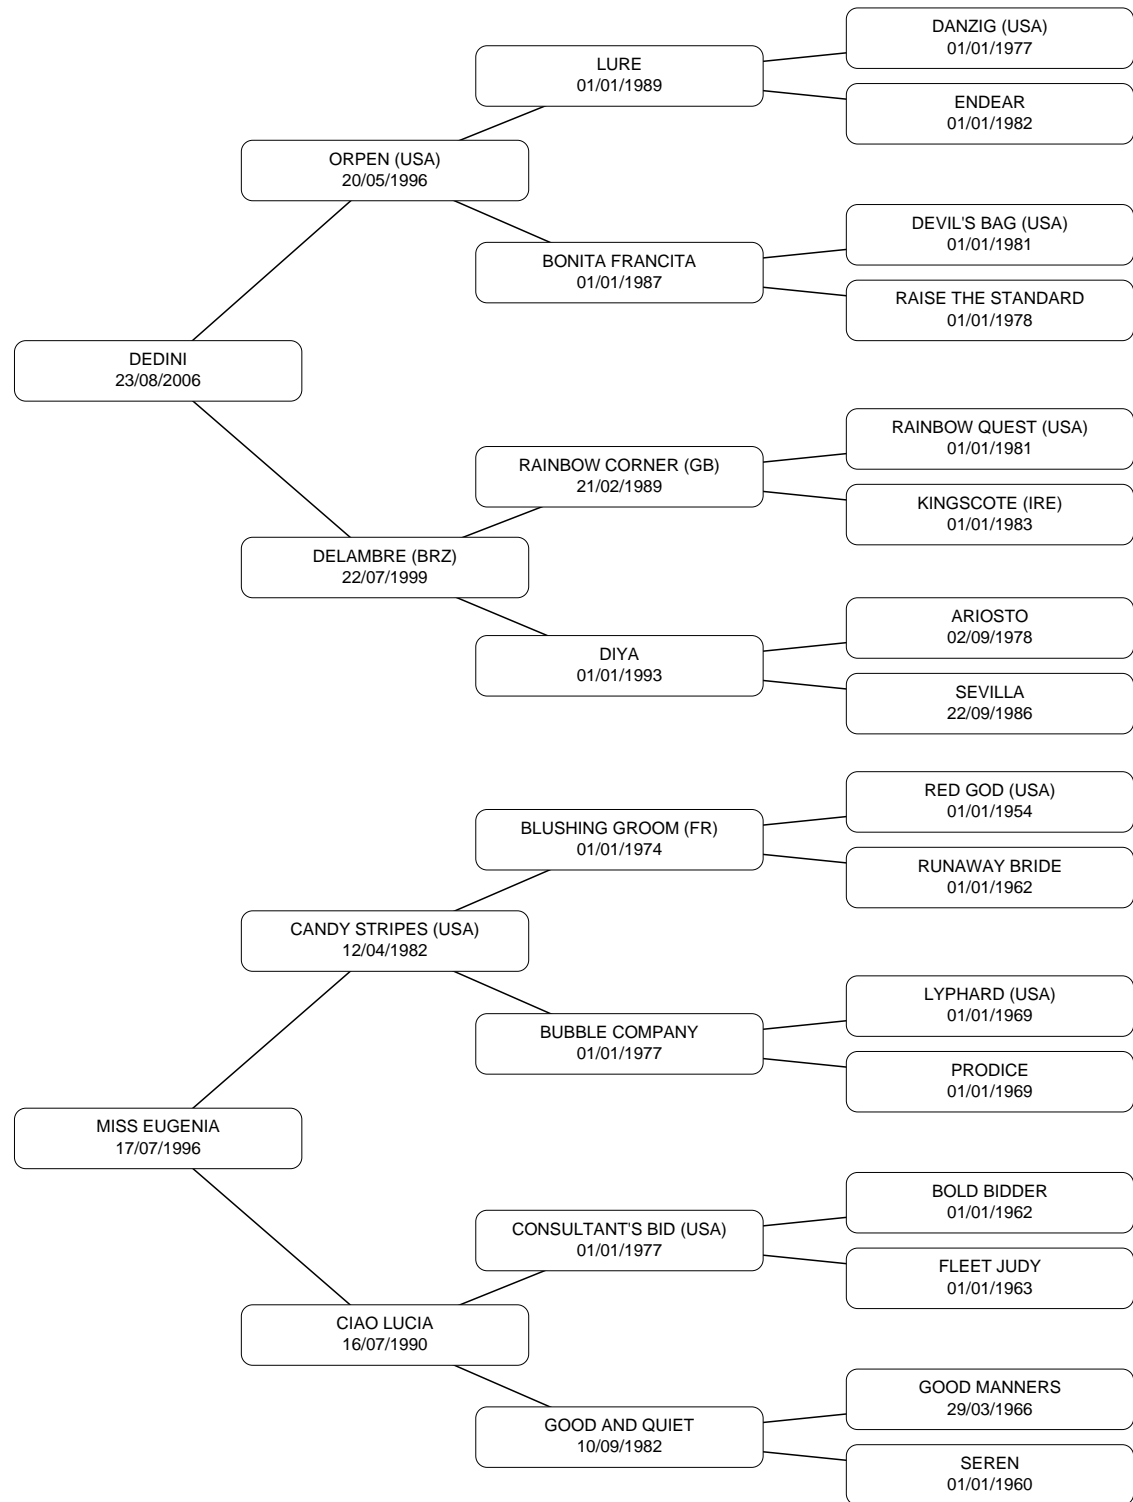 DANZIG (USA)
01/01/1977
LURE
01/01/1989
ENDEAR
01/01/1982
ORPEN (USA)
20/05/1996
DEVIL'S BAG (USA)
01/01/1981
BONITA FRANCITA
01/01/1987
RAISE THE STANDARD
01/01/1978
DEDINI
23/08/2006
RAINBOW QUEST (USA)
01/01/1981
RAINBOW CORNER (GB)
21/02/1989
KINGSCOTE (IRE)
01/01/1983
DELAMBRE (BRZ)
22/07/1999
ARIOSTO
02/09/1978
DIYA
01/01/1993
SEVILLA
22/09/1986
RED GOD (USA)
01/01/1954
BLUSHING GROOM (FR)
01/01/1974
RUNAWAY BRIDE
01/01/1962
CANDY STRIPES (USA)
12/04/1982
LYPHARD (USA)
01/01/1969
BUBBLE COMPANY
01/01/1977
PRODICE
01/01/1969
MISS EUGENIA
17/07/1996
BOLD BIDDER
01/01/1962
CONSULTANT'S BID (USA)
01/01/1977
FLEET JUDY
01/01/1963
CIAO LUCIA
16/07/1990
GOOD MANNERS
29/03/1966
GOOD AND QUIET
10/09/1982
SEREN
01/01/1960